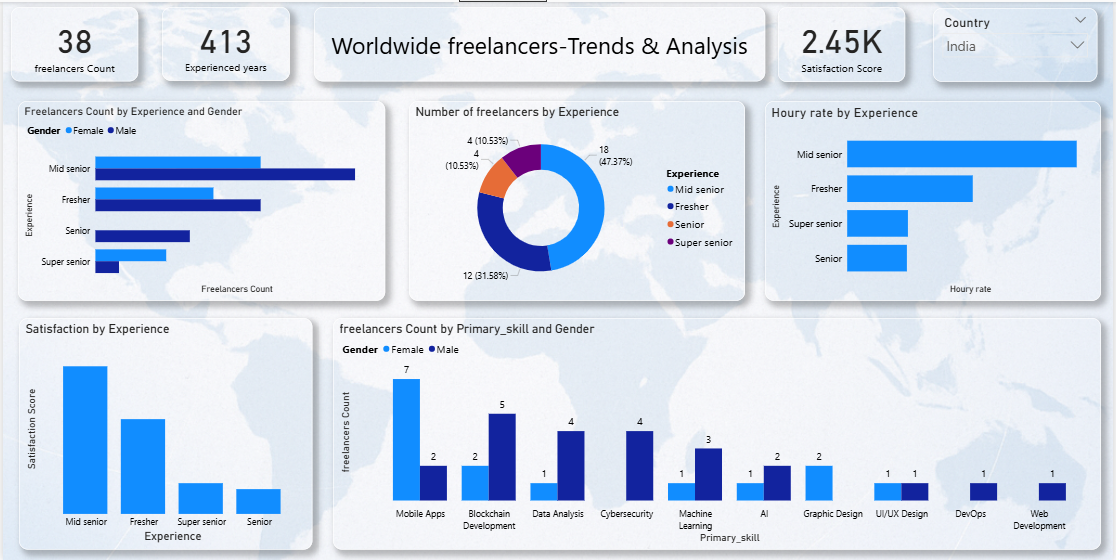 38
freelancers Count
413
Experienced years
Worldwide freelancers-Trends & Analysis
2.45K
Satisfaction Score
Country
India
Freelancers Count by Experience and Gender
Gender Female Male
Experience
Mid senior
Fresher
Senior
Super senior
Freelancers Count
Number of freelancers by Experience
4 (10.53%)
4
(10.53%)
18
(47.37%)
12 (31.58%)
Experience
Mid senior
Fresher
Senior
Super senior
Houry rate by Experience
Experience
Mid senior
Fresher
Super senior
Senior
Houry rate
Satisfaction by Experience
Satisfaction Score
Mid senior Fresher Super senior Senior
Experience
freelancers Count by Primary_skill and Gender
Gender Female Male
freelancers Count
7 2 2 5 1 4 4 1 3 1 2 2 1 1 1 1
Mobile Apps Blockchain Data Analysis Cybersecurity Machine AI Graphic Design UI/UX Design DevOps Web
Development Learning Development
Primary_skill